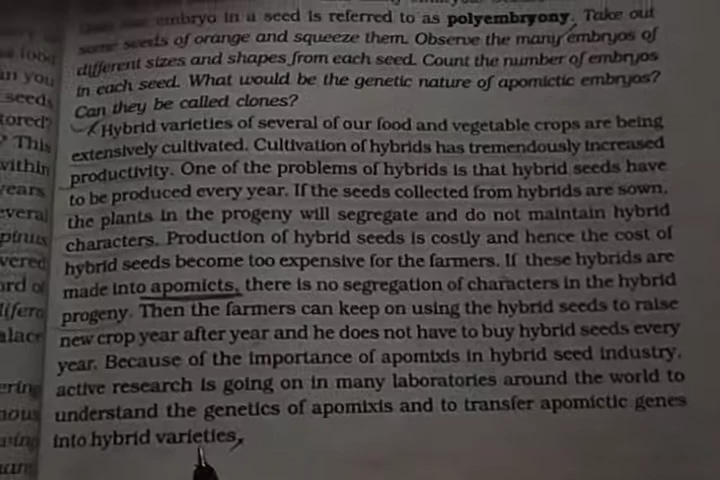 embryo in a seed is referred to as polyembryony. Take out
some seeds of orange and squeeze them. Observe the many embryos of
different sizes and shapes from each seed. Count the number of embryos
in each seed. What would be the genetic nature of apomictic embryos?
Can they be called clones?
Hybrid varieties of several of our food and vegetable crops are being
extensively cultivated. Cultivation of hybrids has tremendously increased
productivity. One of the problems of hybrids is that hybrid seeds have
to be produced every year. If the seeds collected from hybrids are sown,
the plants in the progeny will segregate and do not maintain hybrid
characters. Production of hybrid seeds is costly and hence the cost of
hybrid seeds become too expensive for the farmers. If these hybrids are
made into apomicts, there is no segregation of characters in the hybrid
progeny. Then the farmers can keep on using the hybrid seeds to raise
new crop year after year and he does not have to buy hybrid seeds every
year. Because of the importance of apomixis in hybrid seed industry,
active research is going on in many laboratories around the world to
understand the genetics of apomixis and to transfer apomictic genes
into hybrid varieties.
food
you
seeds
tored?
This
within
years
everal
vered